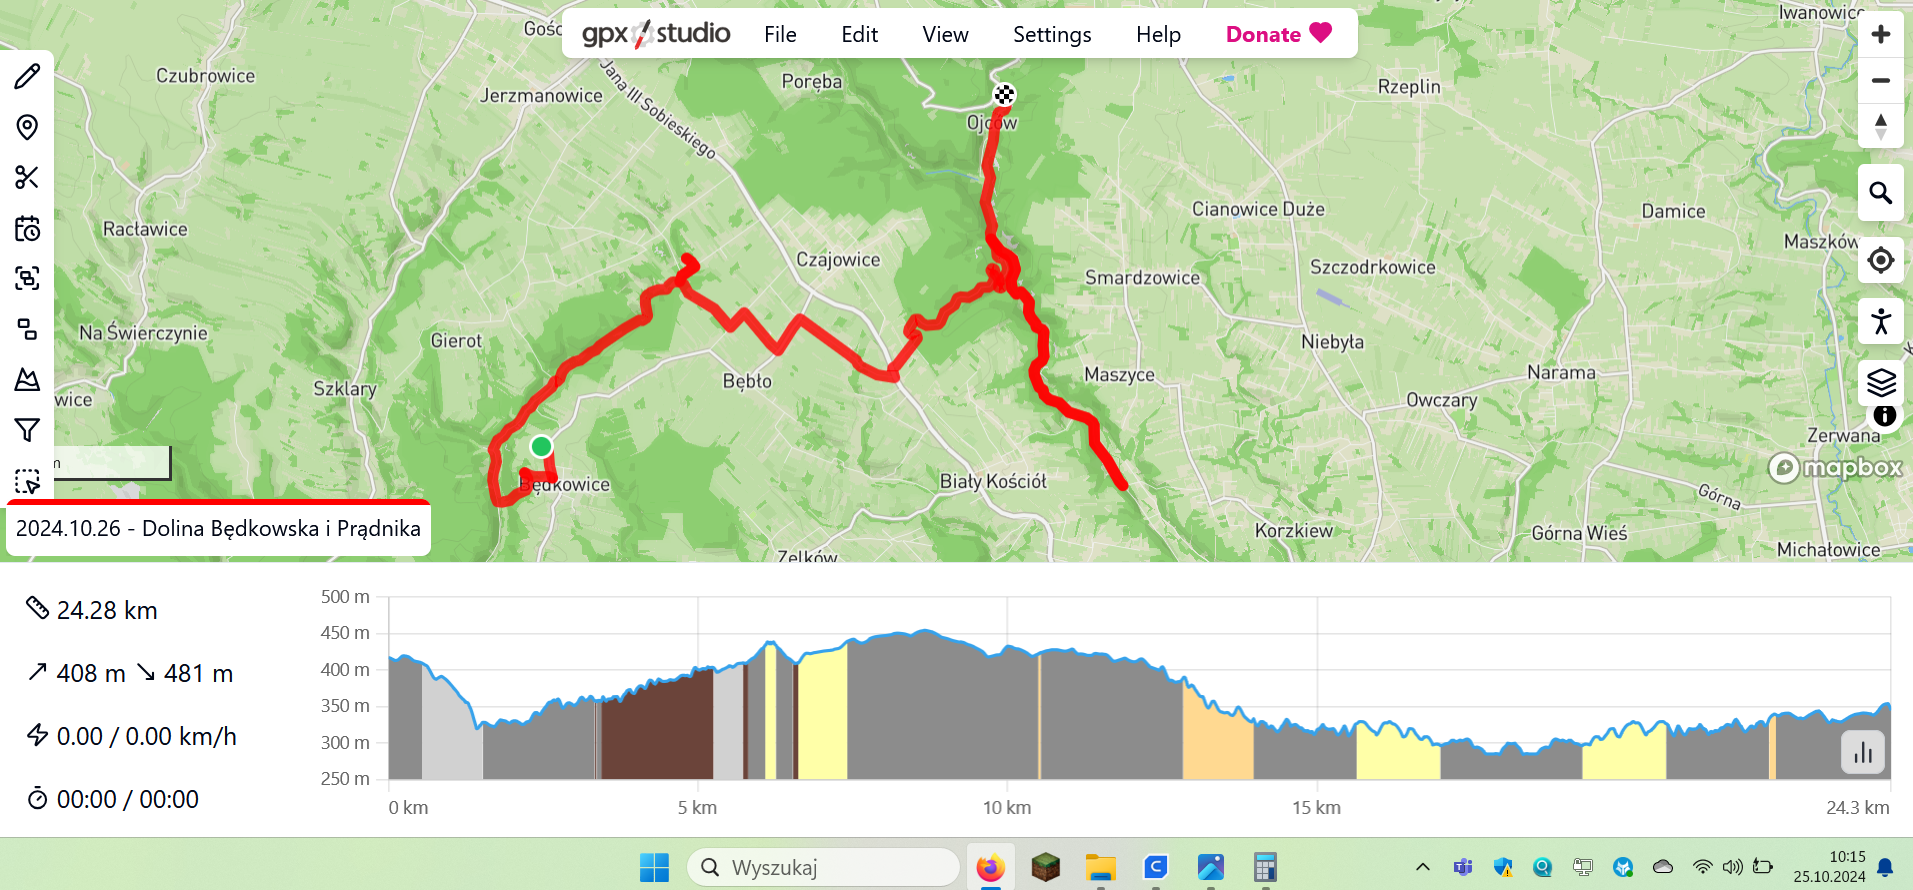 gpx studio File Edit View Settings Help Donate
Iwanowic
Czubrowice
Jerzmanowice
Jana III Sobieskiego
Poręba
Ojców
Rzeplin
Racławice
Czajowice
Cianowice Duże
Damice
Maszków
Smardzowice
Szczodrkowice
Na Świerczynie
Gierot
Niebyła
Szklary
Bębło
Maszyce
Narama
wice
Owczary
Zerwana
mapbox
Będkowice
Biały Kościół
Górna
Korzkiew
Górna Wieś
Michałowice
Zelków
2024.10.26 - Dolina Będkowska i Prądnika
24.28 km
408 m 481 m
0.00 / 0.00 km/h
00:00 / 00:00
500 m
450 m
400 m
350 m
300 m
250 m
0 km 5 km 10 km 15 km 24.3 km
Wyszukaj
10:15
25.10.2024